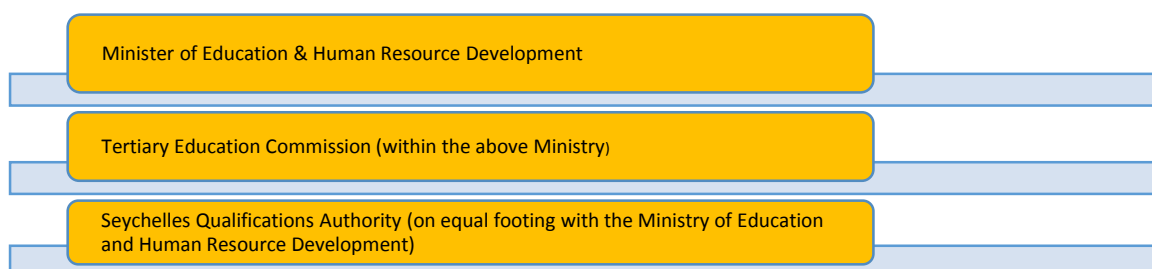 Minister of Education & Human Resource Development
Tertiary Education Commission (within the above Ministry)
Seychelles Qualifications Authority (on equal footing with the Ministry of Education
and Human Resource Development)